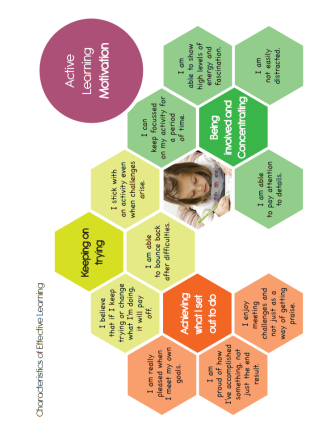 Characteristics of Effective Learning
Active
Learning
Motivation
Keeping on
trying
I believe
that if I keep
trying or change
what I'm doing,
it will pay
off.
I am able
to bounce back
after difficulties.
I stick with
an activity even
when challenges
arise.
Being
involved and
Concentrating
I can
keep focussed
on my activity for
a period
of time.
I am
able to show
high levels of
energy and
fascination.
I am
not easily
distracted.
I am able
to pay attention
to details.
Achieving
what I set
out to do
I am really
pleased when
I meet my own
goals.
I am
proud of how
I've accomplished
something, not
just the end
result.
I enjoy
meeting
challenges and
not just as a
way of getting
praise.